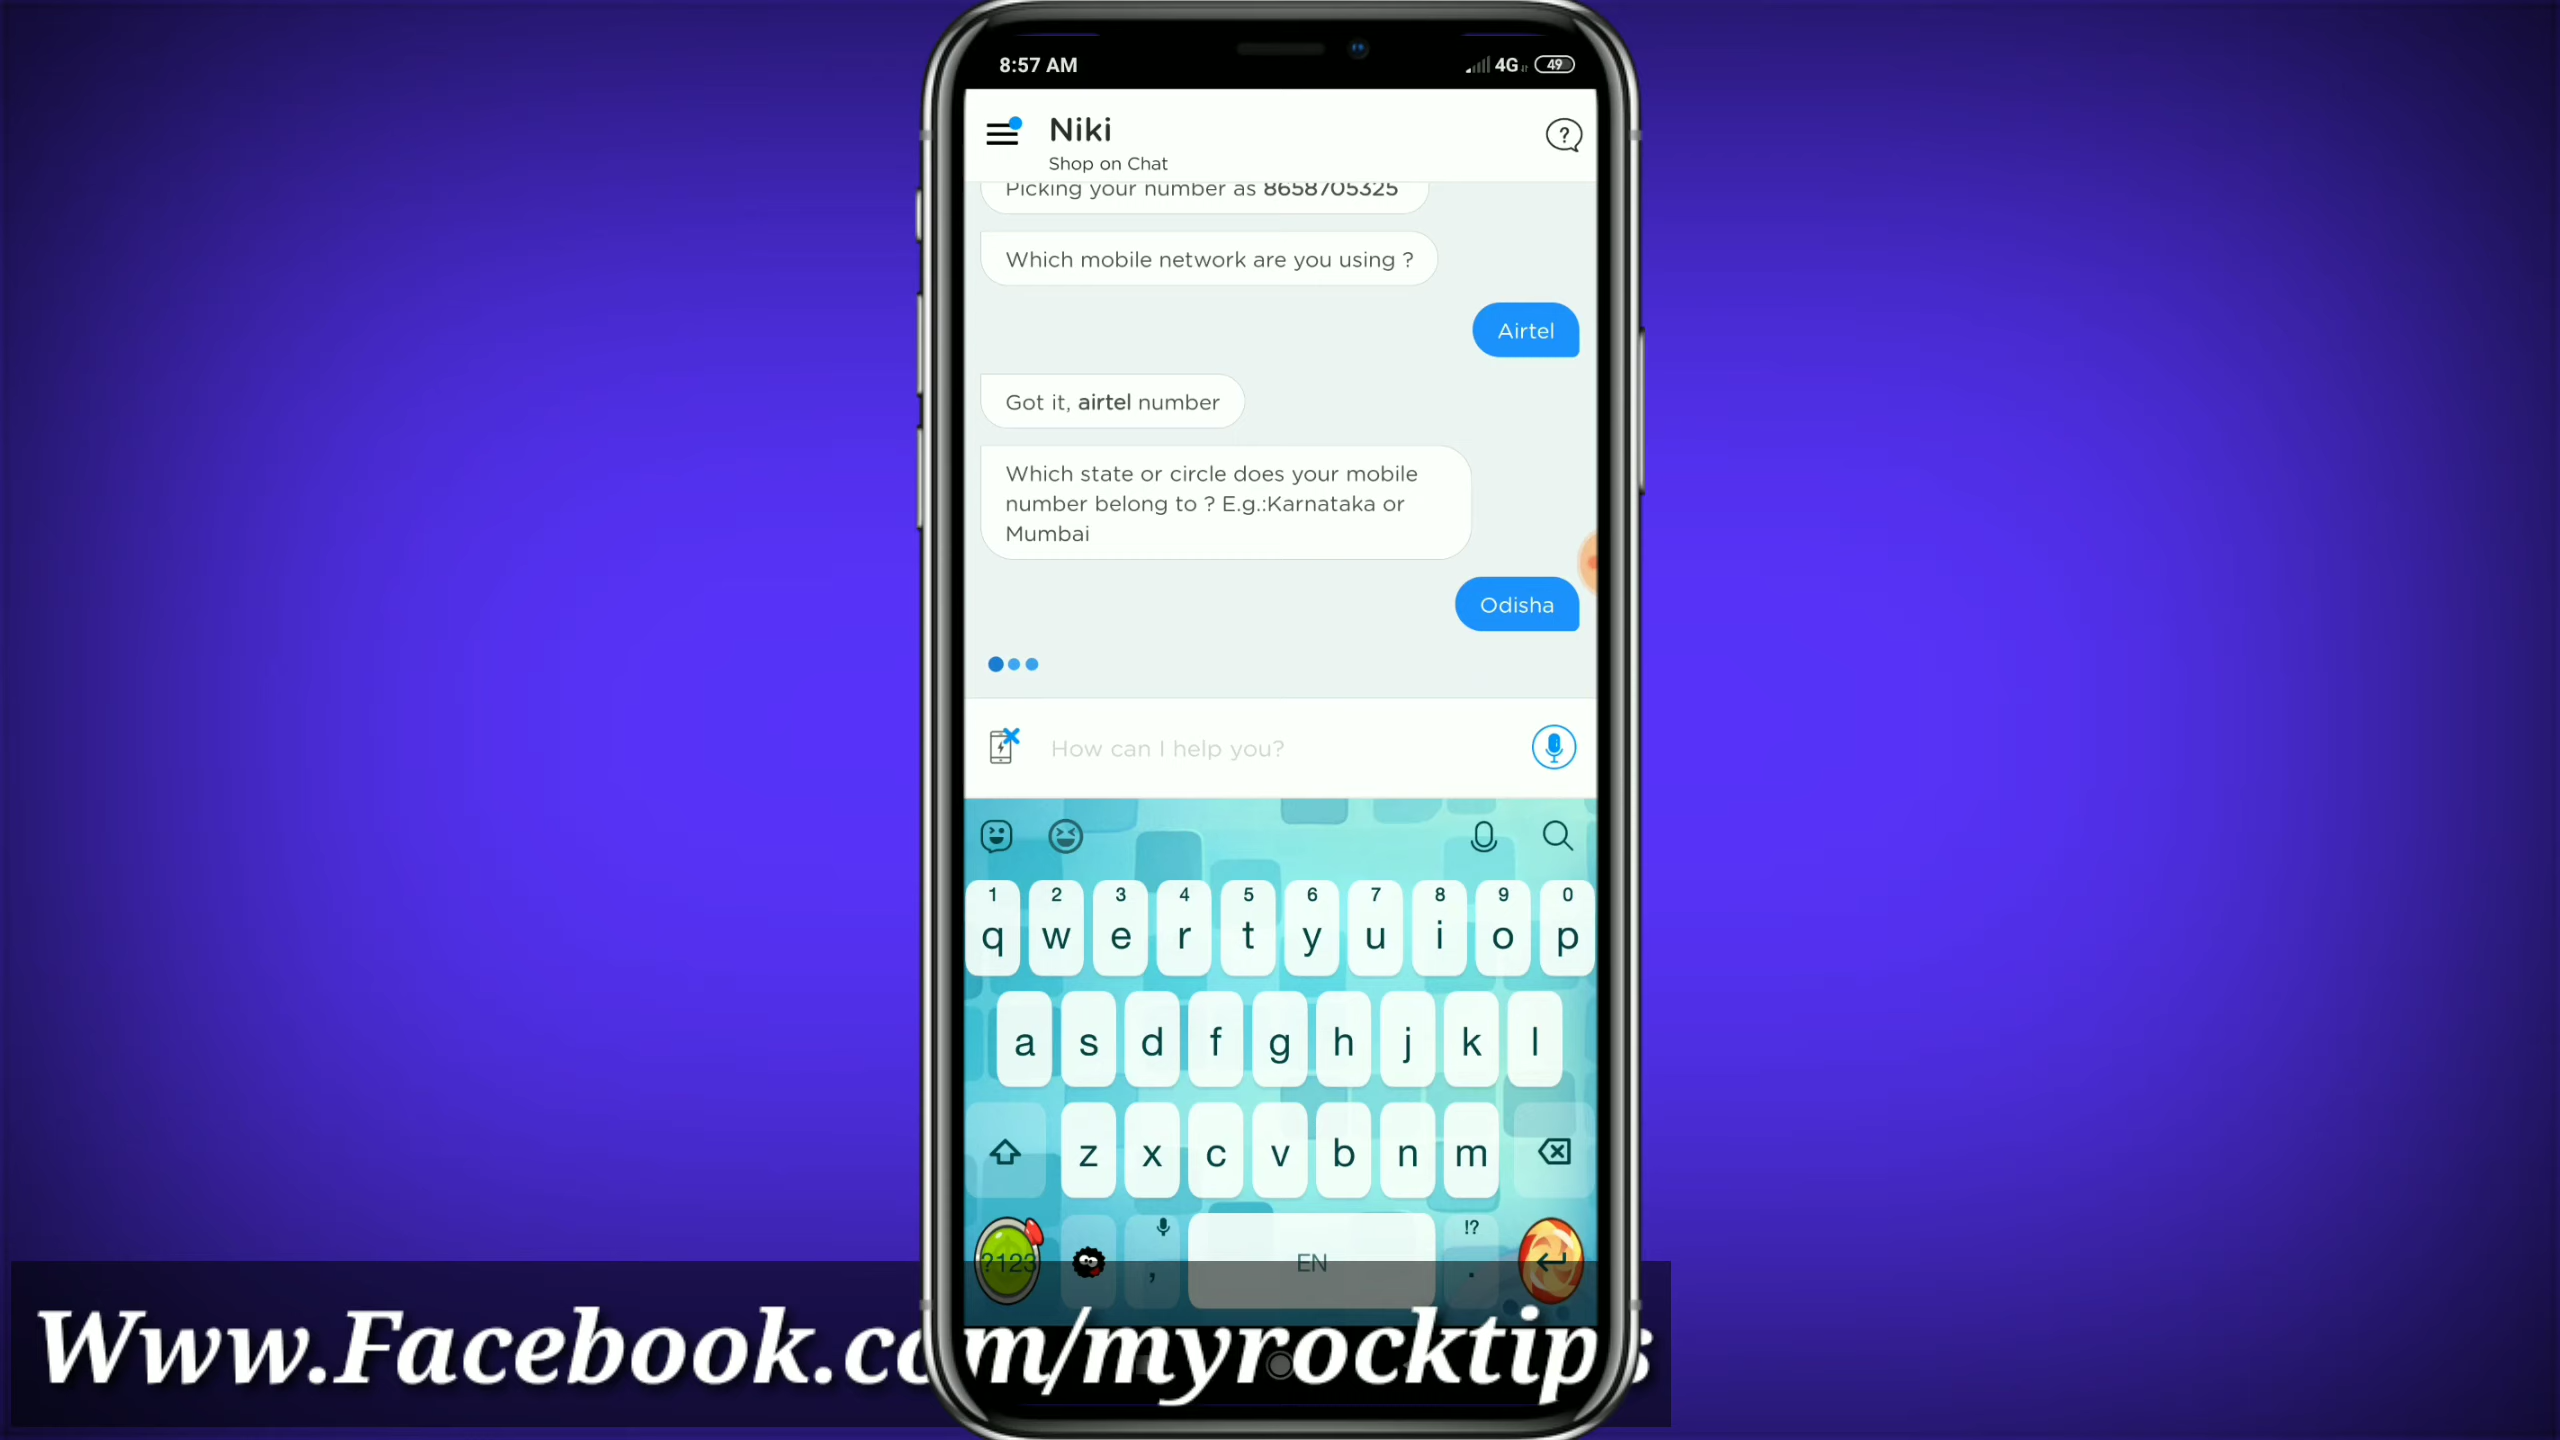 8:57 AM
4G 49
Niki
Shop on Chat
Picking your number as 8658705325
Which mobile network are you using ?
Airtel
Got it, airtel number
Which state or circle does your mobile
number belong to ? E.g.:Karnataka or
Mumbai
Odisha
How can I help you?
1 2 3 4 5 6 7 8 9 0
q w e r t y u i o p
a s d f g h j k l
z x c v b n m
!?
?123 , EN .
Www.Facebook.com/myrocktips